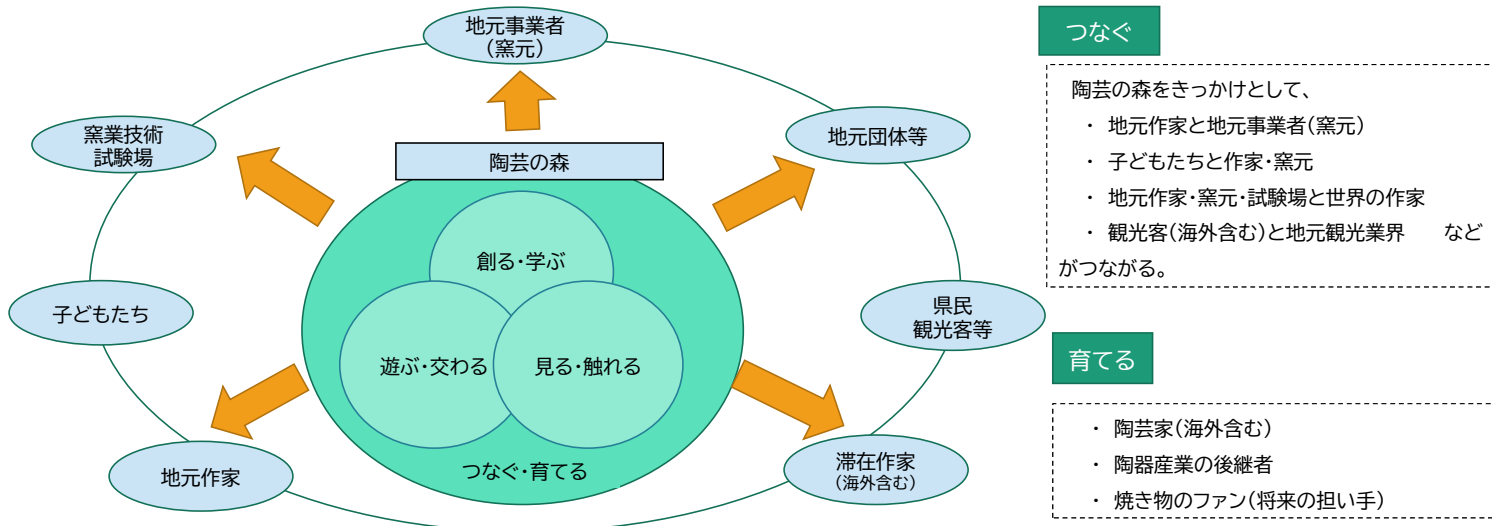 地元事業者
(窯元)
窯業技術
試験場
地元団体等
陶芸の森
創る・学ぶ
子どもたち
県民
観光客等
遊ぶ・交わる
見る・触れる
地元作家
つなぐ・育てる
滞在作家
(海外含む)
つなぐ
陶芸の森をきっかけとして、
・ 地元作家と地元事業者(窯元)
・ 子どもたちと作家・窯元
・ 地元作家・窯元・試験場と世界の作家
・ 観光客(海外含む)と地元観光業界　　など
がつながる。
育てる
・ 陶芸家(海外含む)
・ 陶器産業の後継者
・ 焼き物のファン(将来の担い手)